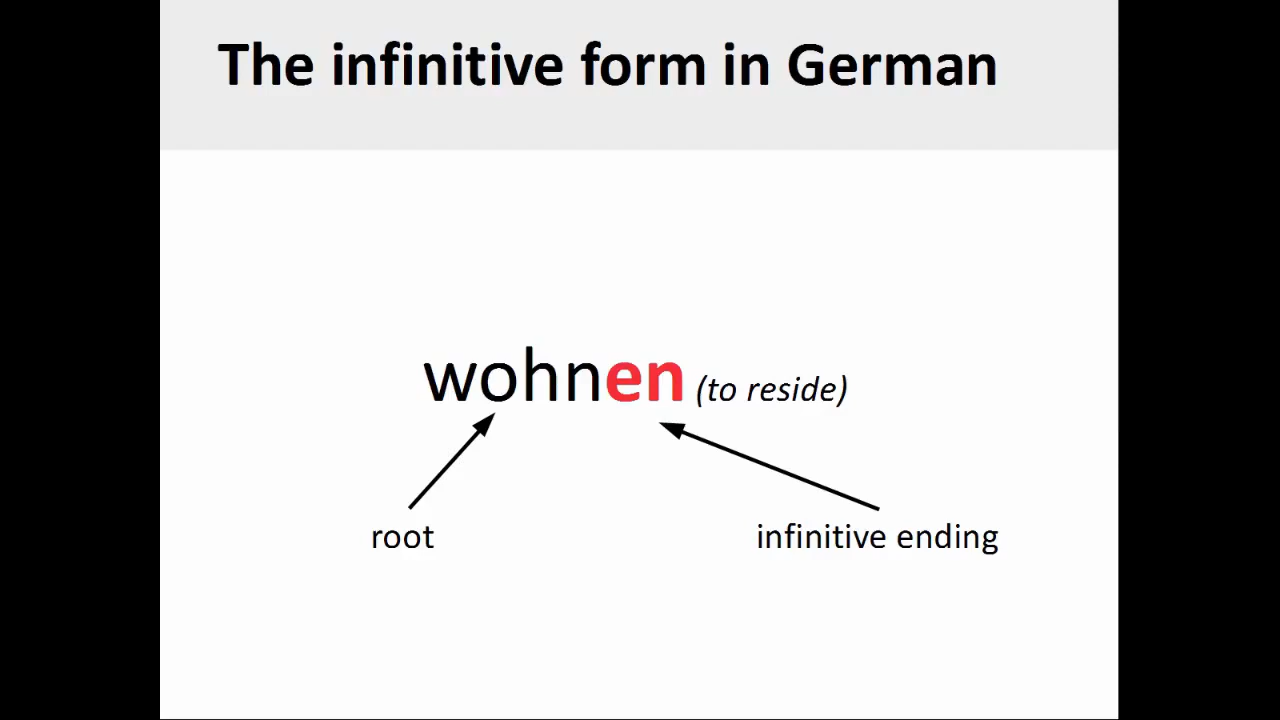 The infinitive form in German
wohnen (to reside)
root
infinitive ending